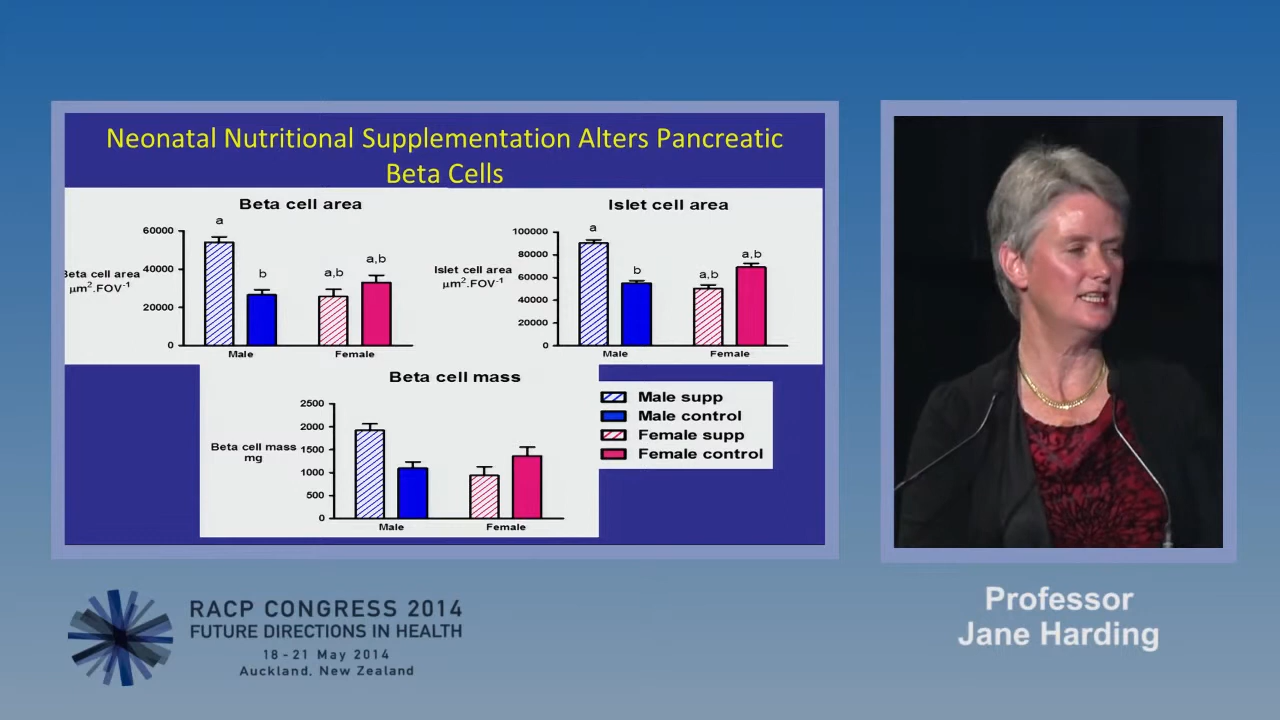 Neonatal Nutritional Supplementation Alters Pancreatic
Beta Cells
Beta cell area
Beta cell area
μm².FOV⁻¹
60000
40000
20000
0
a
b
a,b
a,b
Male
Female
Islet cell area
Islet cell area
μm².FOV⁻¹
100000
80000
60000
40000
20000
0
a
b
a,b
a,b
Male
Female
Beta cell mass
Beta cell mass
mg
2500
2000
1500
1000
500
0
Male
Female
Male supp
Male control
Female supp
Female control
RACP CONGRESS 2014
FUTURE DIRECTIONS IN HEALTH
18 - 21 May 2014
Auckland, New Zealand
Professor
Jane Harding